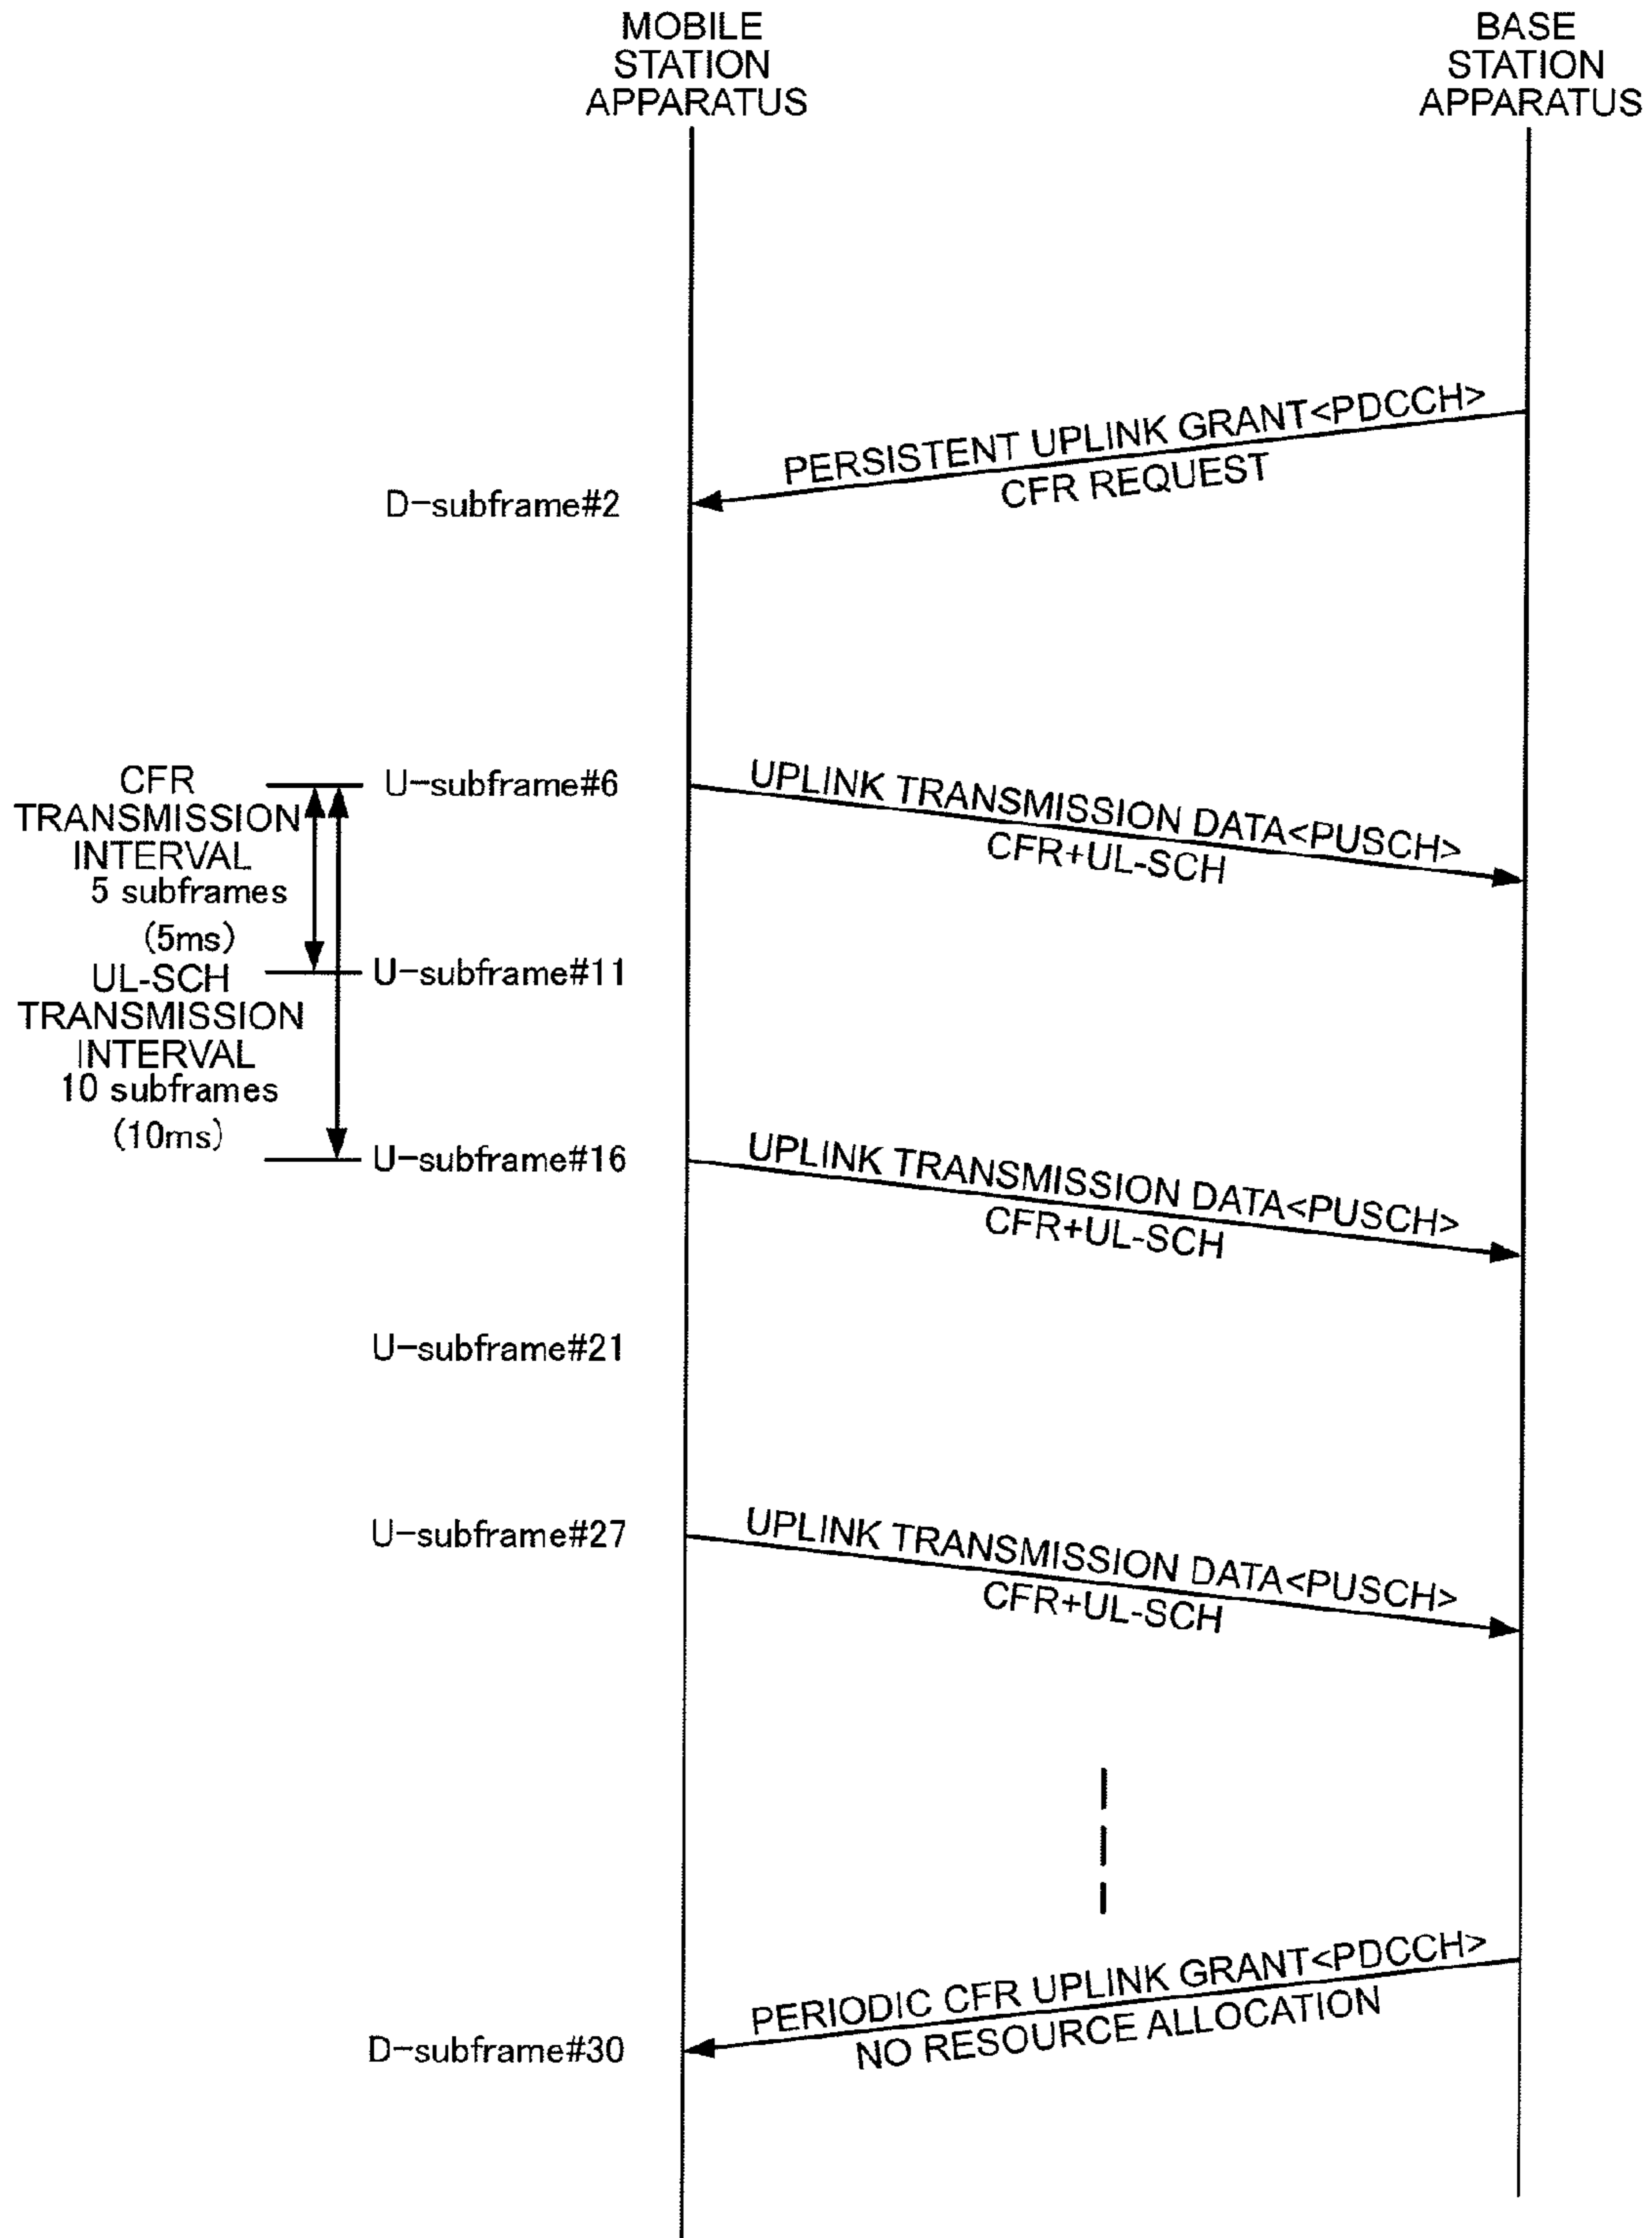 MOBILE
STATION
APPARATUS
BASE
STATION
APPARATUS
PERSISTENT UPLINK GRANT<PDCCH>
CFR REQUEST
D-subframe#2
CFR
TRANSMISSION
INTERVAL
5 subframes
(5ms)
U-subframe#6
UPLINK TRANSMISSION DATA<PUSCH>
CFR+UL-SCH
U-subframe#11
UL-SCH
TRANSMISSION
INTERVAL
10 subframes
(10ms)
U-subframe#16
UPLINK TRANSMISSION DATA<PUSCH>
CFR+UL-SCH
U-subframe#21
U-subframe#27
UPLINK TRANSMISSION DATA<PUSCH>
CFR+UL-SCH
PERIODIC CFR UPLINK GRANT<PDCCH>
NO RESOURCE ALLOCATION
D-subframe#30